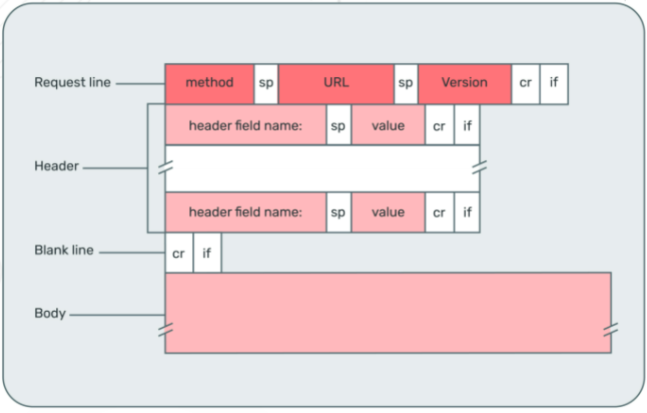 Request line method sp URL sp Version cr if
header field name: sp value cr if
Header
header field name: sp value cr if
Blank line cr if
Body